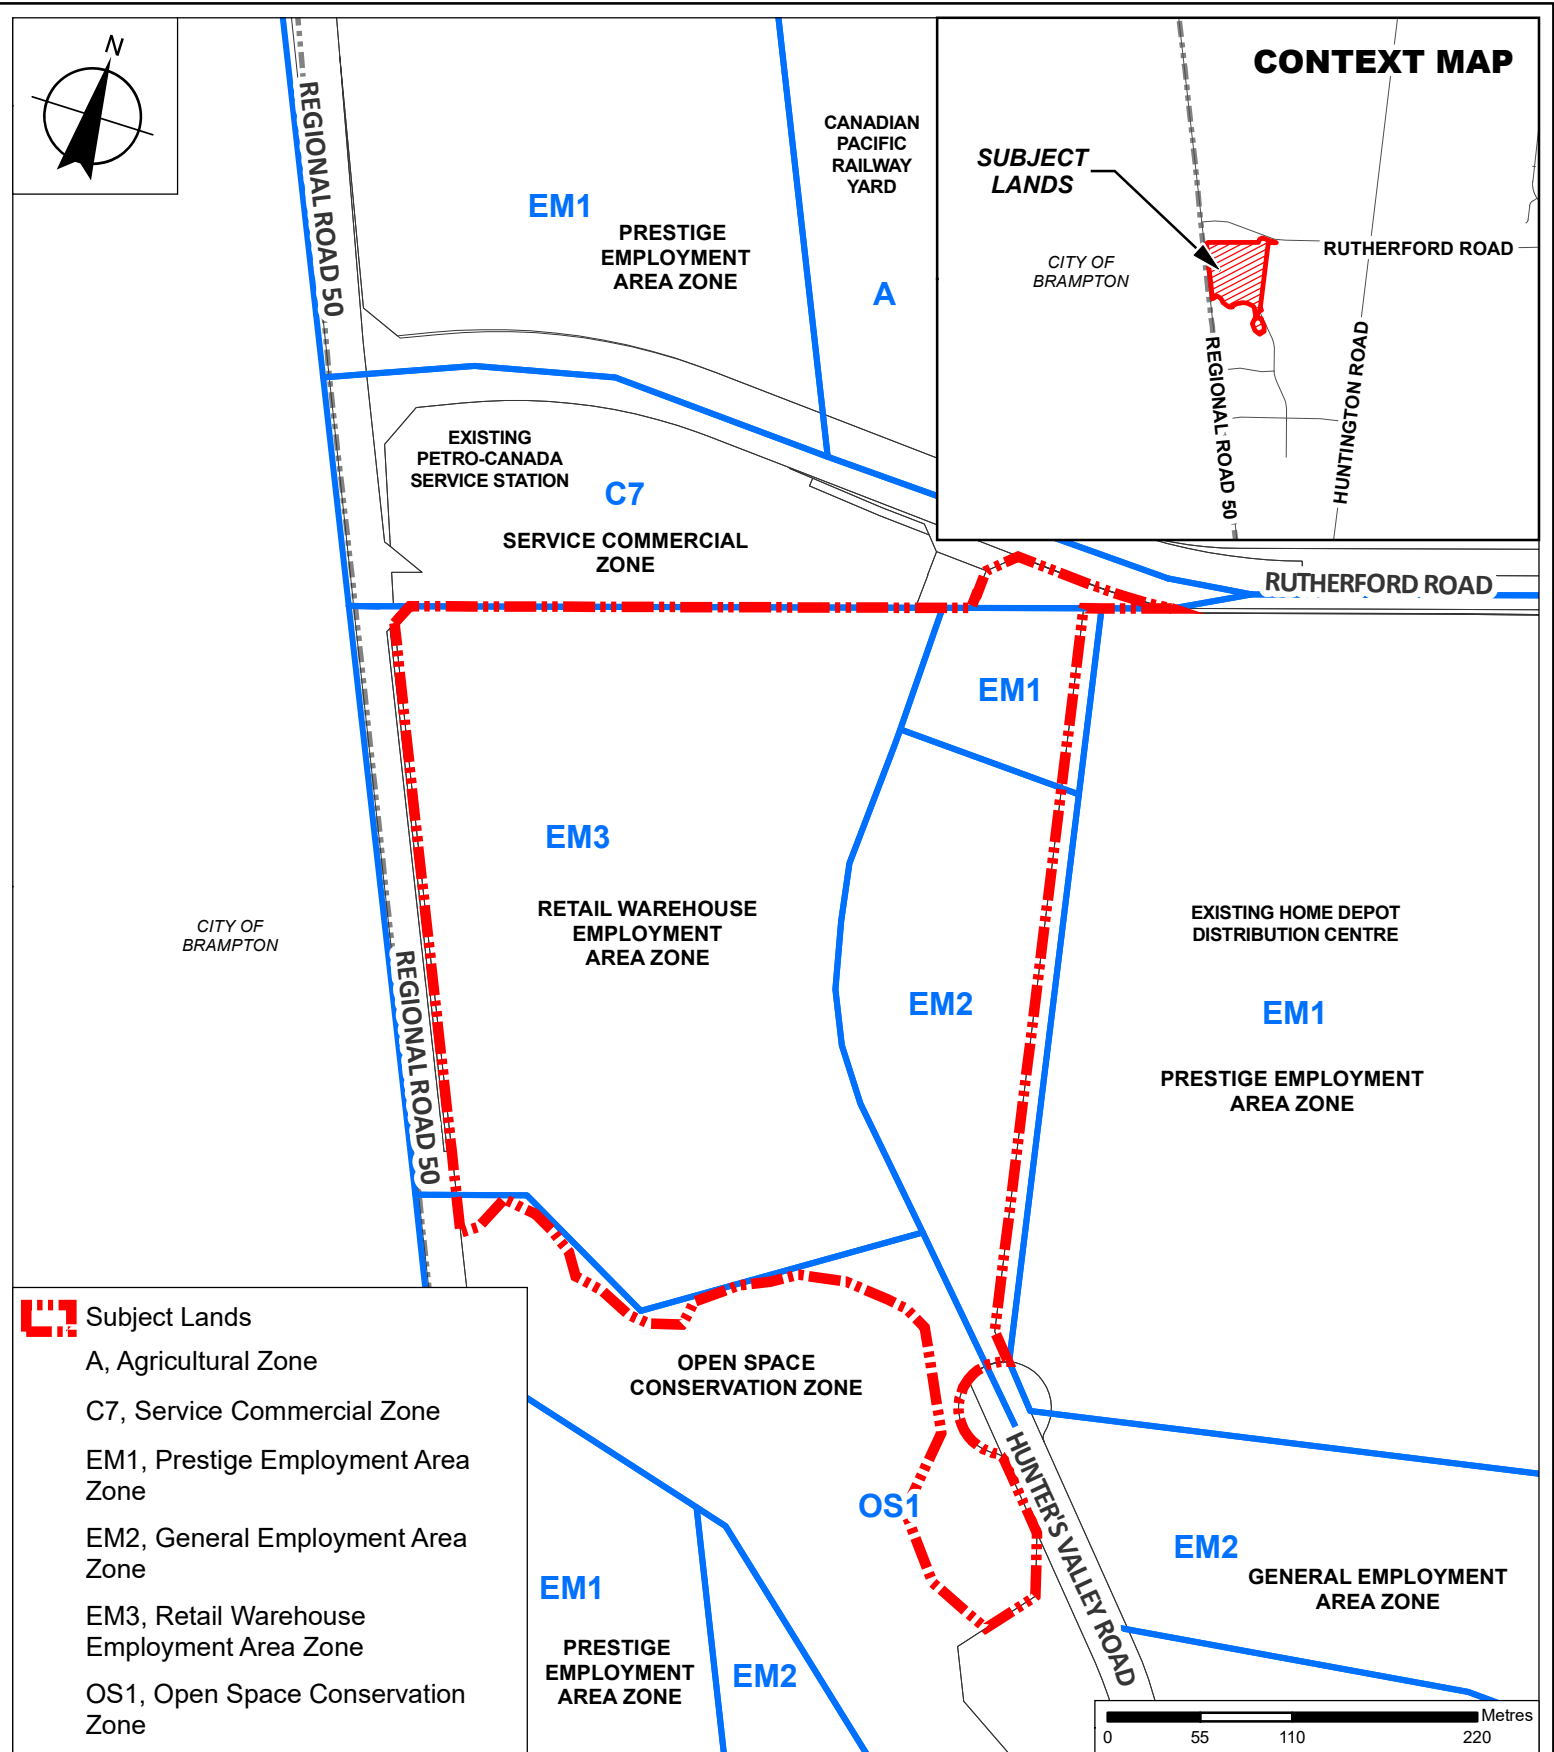 N
CONTEXT MAP
SUBJECT
LANDS
CITY OF
BRAMPTON
RUTHERFORD ROAD
REGIONAL ROAD 50
HUNTINGTON ROAD
REGIONAL ROAD 50
CANADIAN
PACIFIC
RAILWAY
YARD
EM1
PRESTIGE
EMPLOYMENT
AREA ZONE
A
EXISTING
PETRO-CANADA
SERVICE STATION
C7
SERVICE COMMERCIAL
ZONE
RUTHERFORD ROAD
EM1
EM3
RETAIL WAREHOUSE
EMPLOYMENT
AREA ZONE
CITY OF
BRAMPTON
REGIONAL ROAD 50
EM2
EXISTING HOME DEPOT
DISTRIBUTION CENTRE
EM1
PRESTIGE EMPLOYMENT
AREA ZONE
OPEN SPACE
CONSERVATION ZONE
OS1
HUNTER'S VALLEY ROAD
EM2
GENERAL EMPLOYMENT
AREA ZONE
EM1
PRESTIGE
EMPLOYMENT
AREA ZONE
EM2
Subject Lands
A, Agricultural Zone
C7, Service Commercial Zone
EM1, Prestige Employment Area
Zone
EM2, General Employment Area
Zone
EM3, Retail Warehouse
Employment Area Zone
OS1, Open Space Conservation
Zone
Metres
0 55 110 220